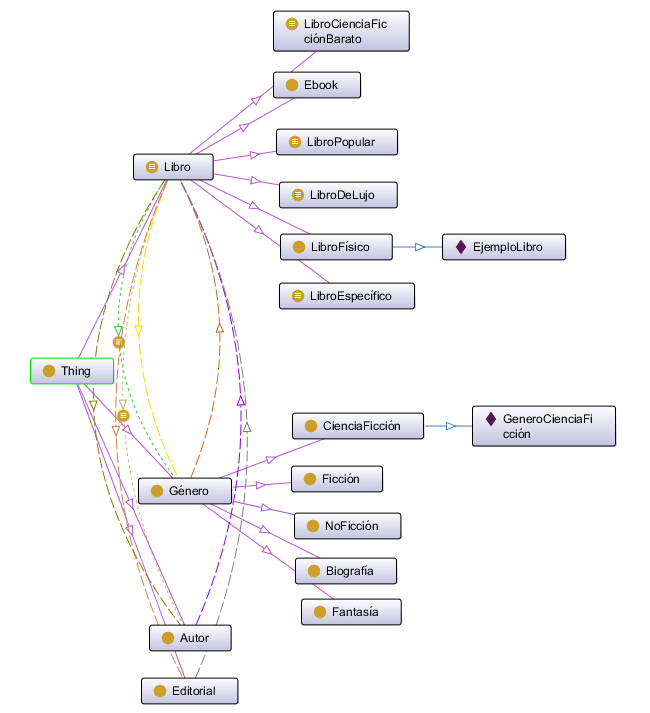 LibroCienciaFic
ciónBarato
Ebook
LibroPopular
Libro
LibroDeLujo
LibroFísico
EjemploLibro
LibroEspecífico
Thing
CienciaFicción
GeneroCienciaFi
cción
Ficción
Género
NoFicción
Biografía
Fantasía
Autor
Editorial